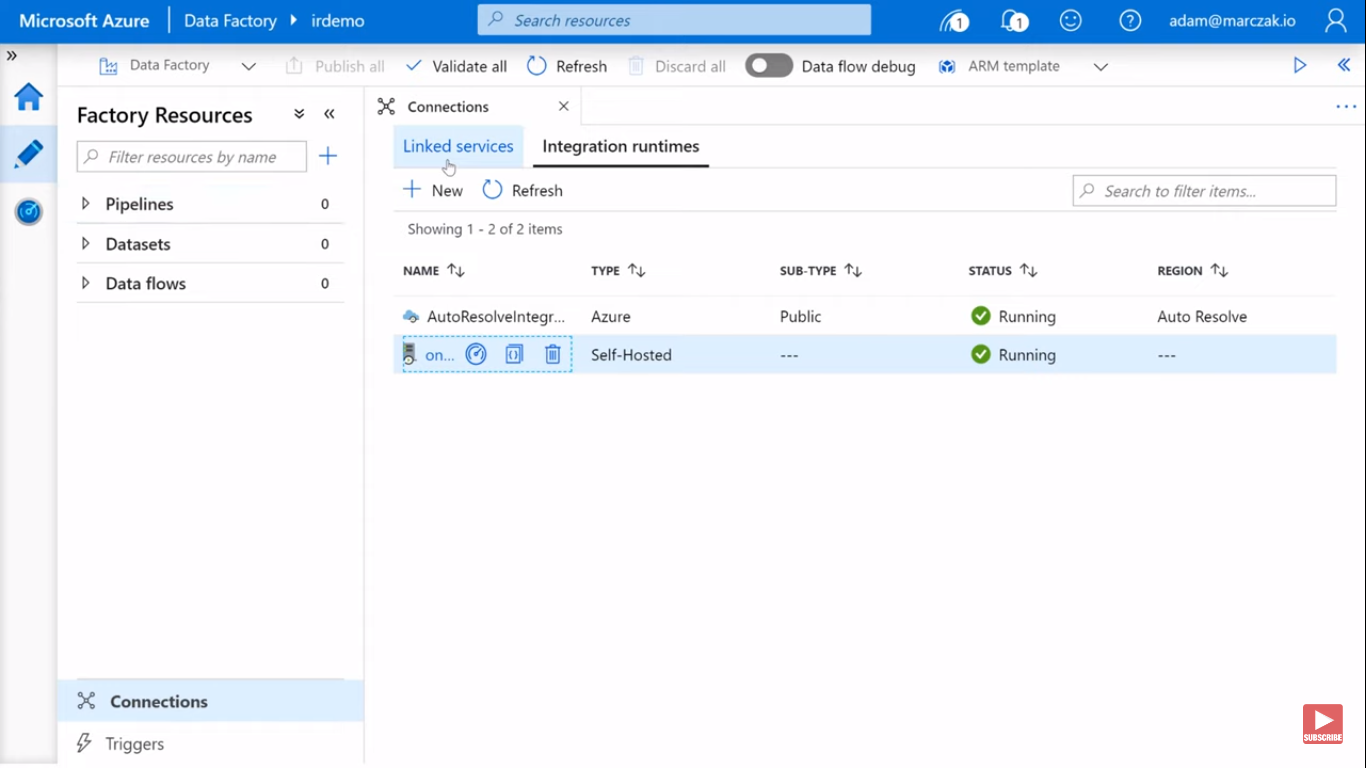 Microsoft Azure Data Factory irdemo Search resources 1 1 adam@marczak.io
Data Factory Publish all Validate all Refresh Discard all Data flow debug ARM template
Factory Resources
Filter resources by name
Pipelines 0
Datasets 0
Data flows 0
Connections
Triggers
Connections
Linked services Integration runtimes
New Refresh Search to filter items...
Showing 1 - 2 of 2 items
NAME TYPE SUB-TYPE STATUS REGION
AutoResolveIntegr... Azure Public Running Auto Resolve
on... Self-Hosted --- Running ---
SUBSCRIBE